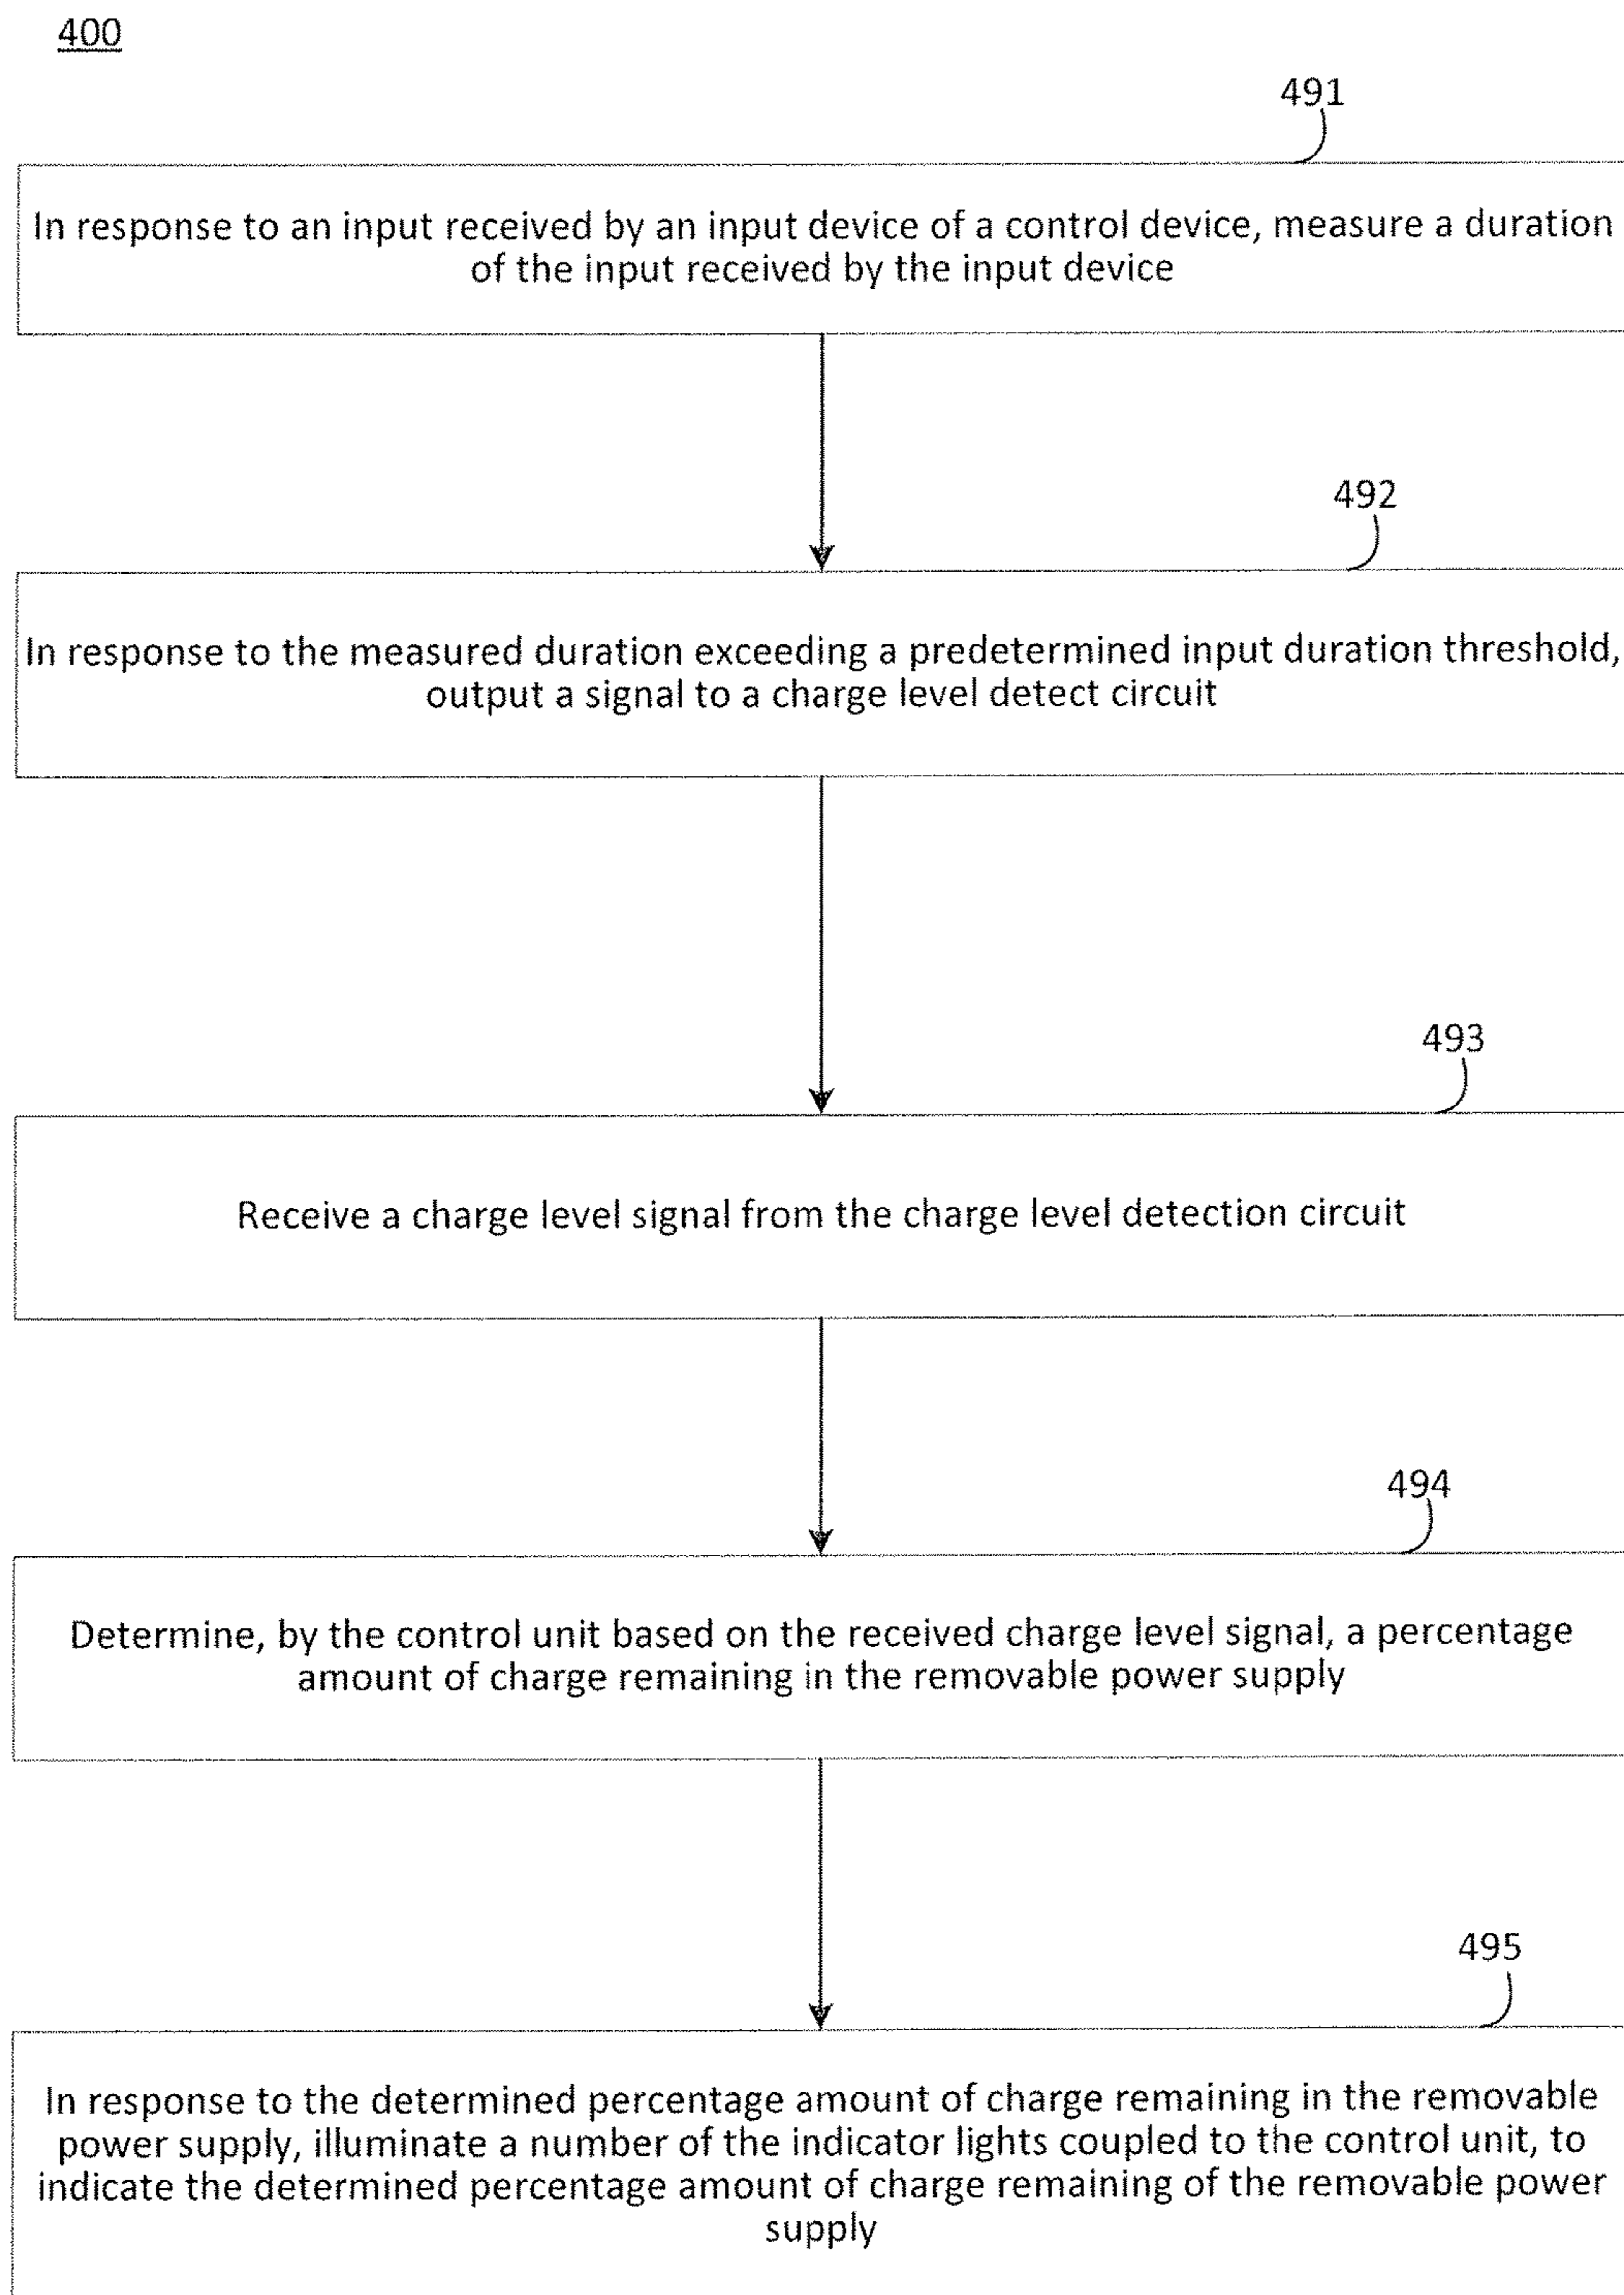 400
491
In response to an input received by an input device of a control device, measure a duration
of the input received by the input device
492
In response to the measured duration exceeding a predetermined input duration threshold,
output a signal to a charge level detect circuit
493
Receive a charge level signal from the charge level detection circuit
494
Determine, by the control unit based on the received charge level signal, a percentage
amount of charge remaining in the removable power supply
495
In response to the determined percentage amount of charge remaining in the removable
power supply, illuminate a number of the indicator lights coupled to the control unit, to
indicate the determined percentage amount of charge remaining of the removable power
supply